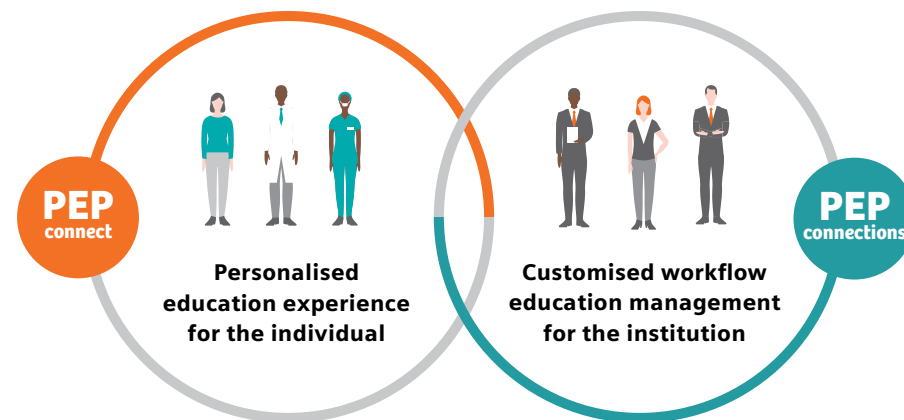 PEP
connect
Personalised
education experience
for the individual
PEP
connections
Customised workflow
education management
for the institution